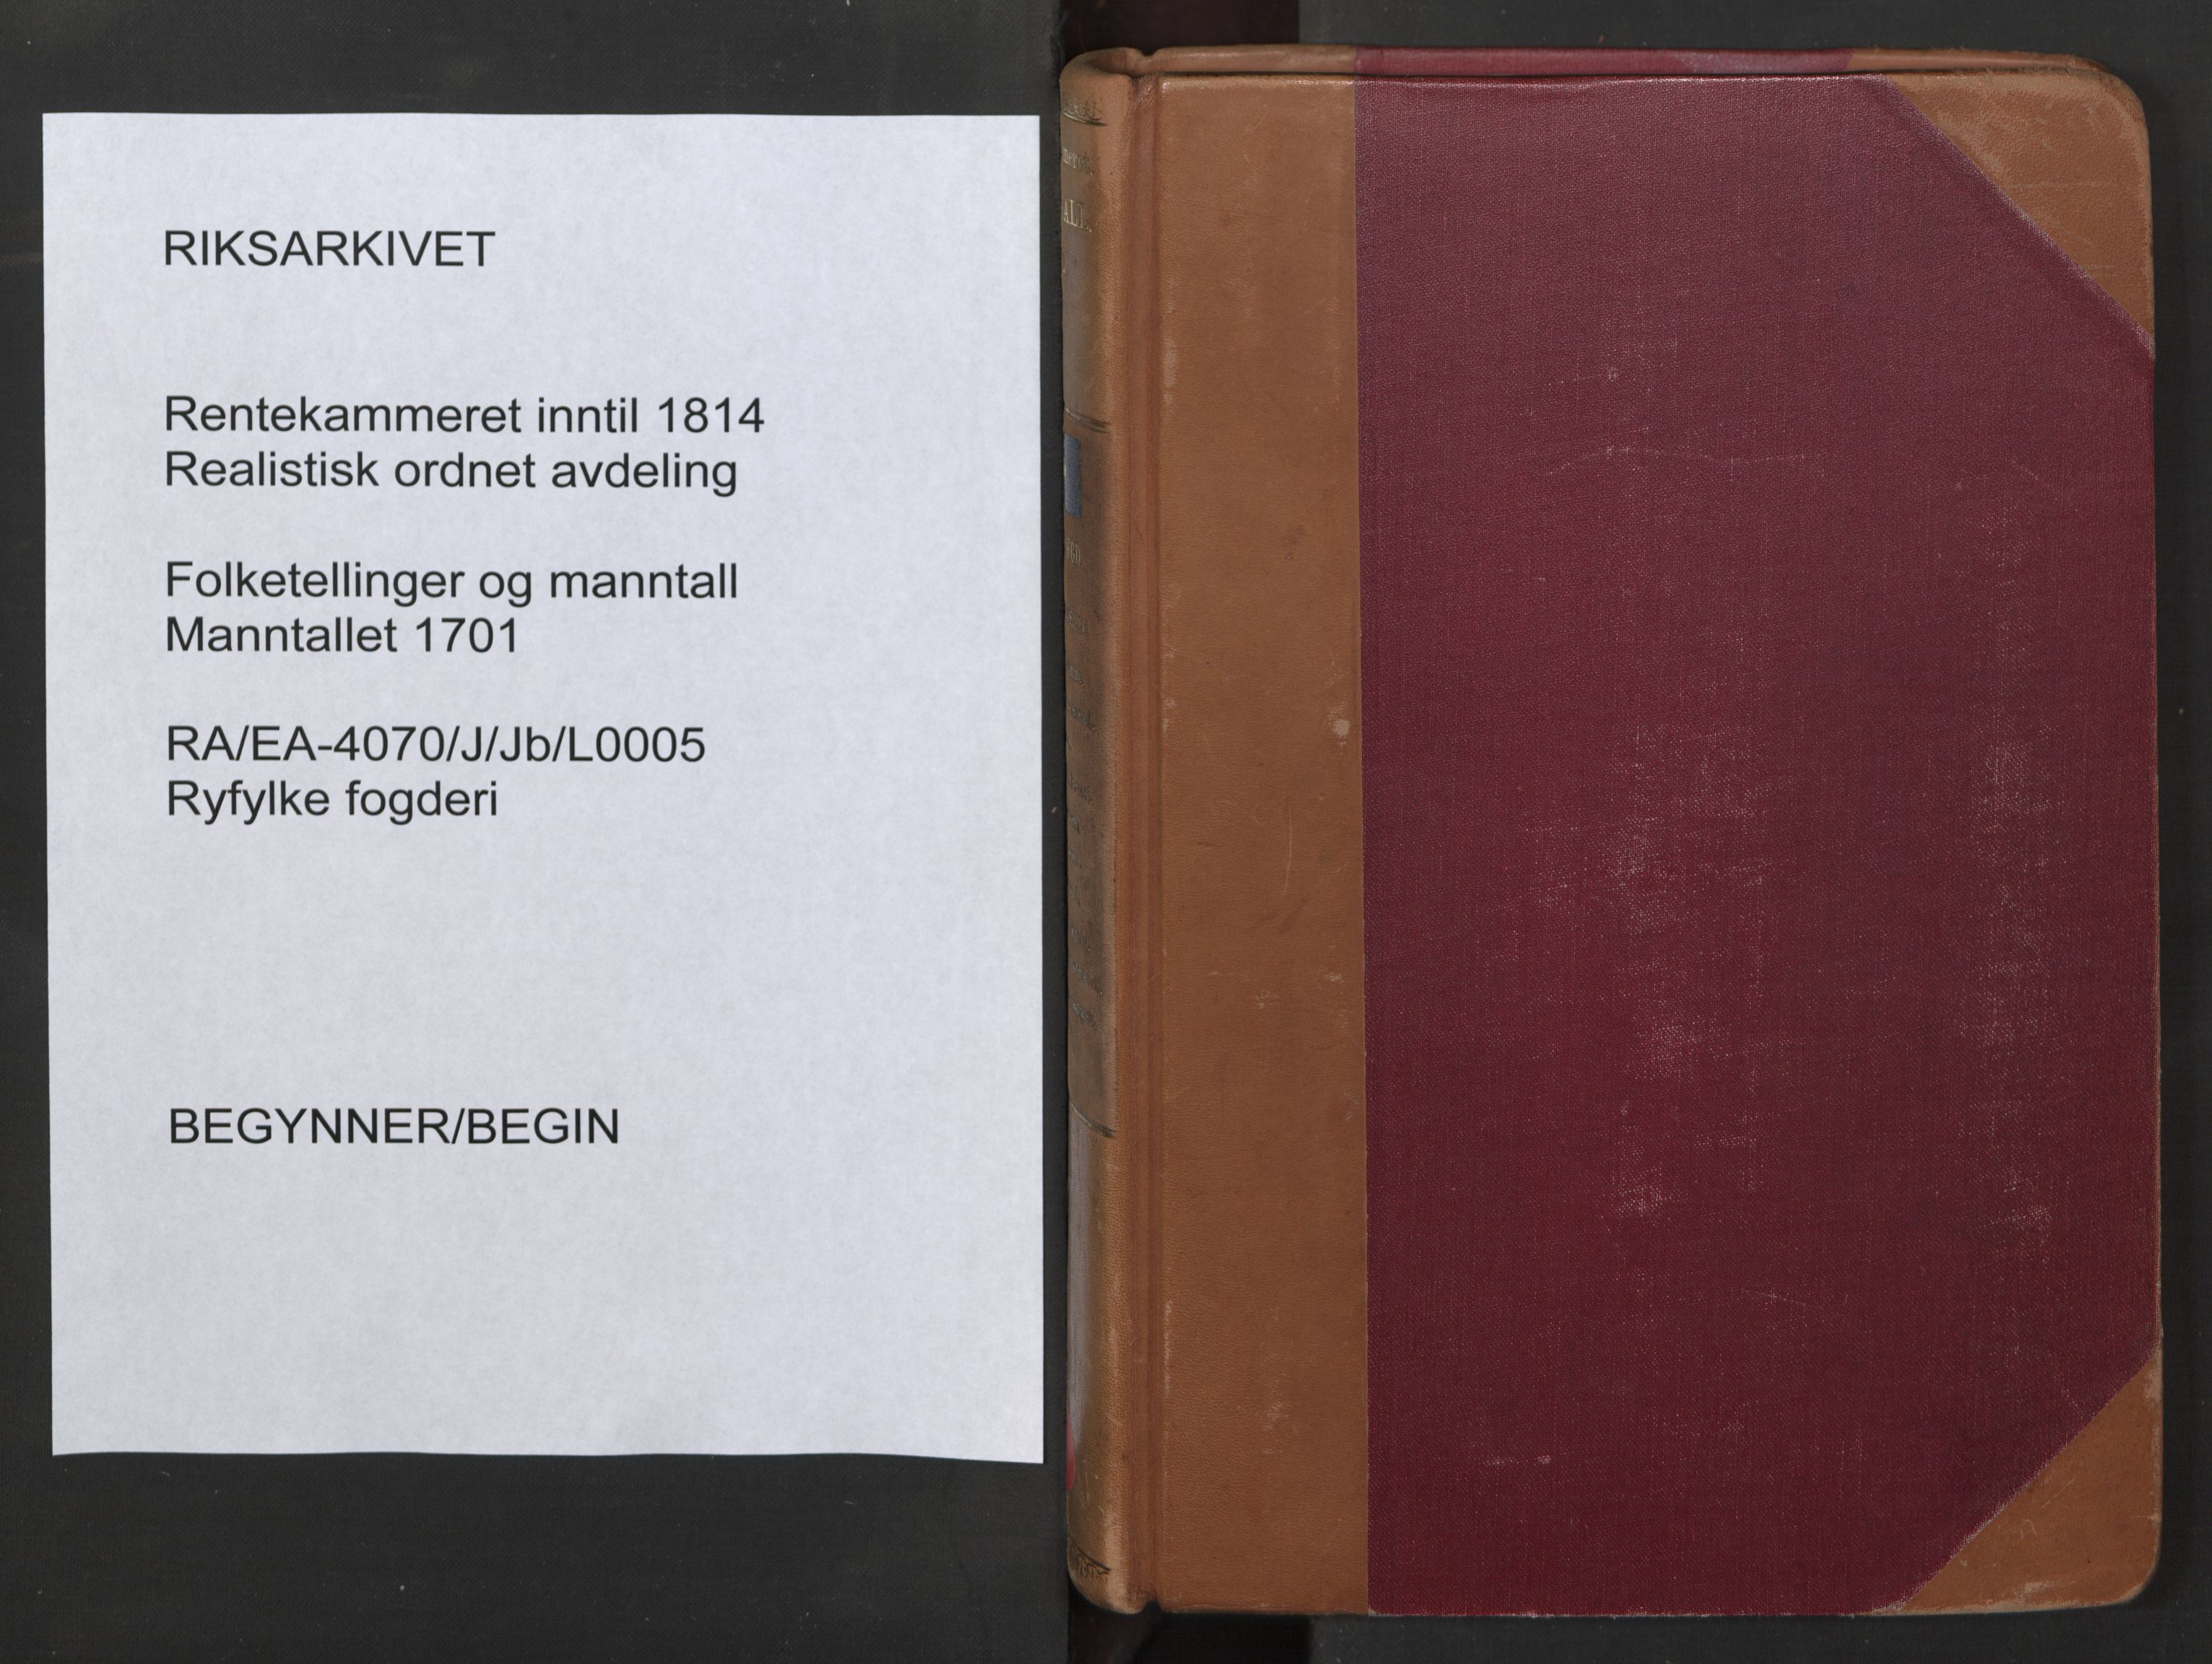 RIKSARKIVET
Rentekammeret inntil 1814
Realistisk ordnet avdeling
Folketellinger og manntall
Manntallet 1701
RA/EA-4070/J/Jb/L0005
Ryfylke fogderi
BEGYNNER/BEGIN